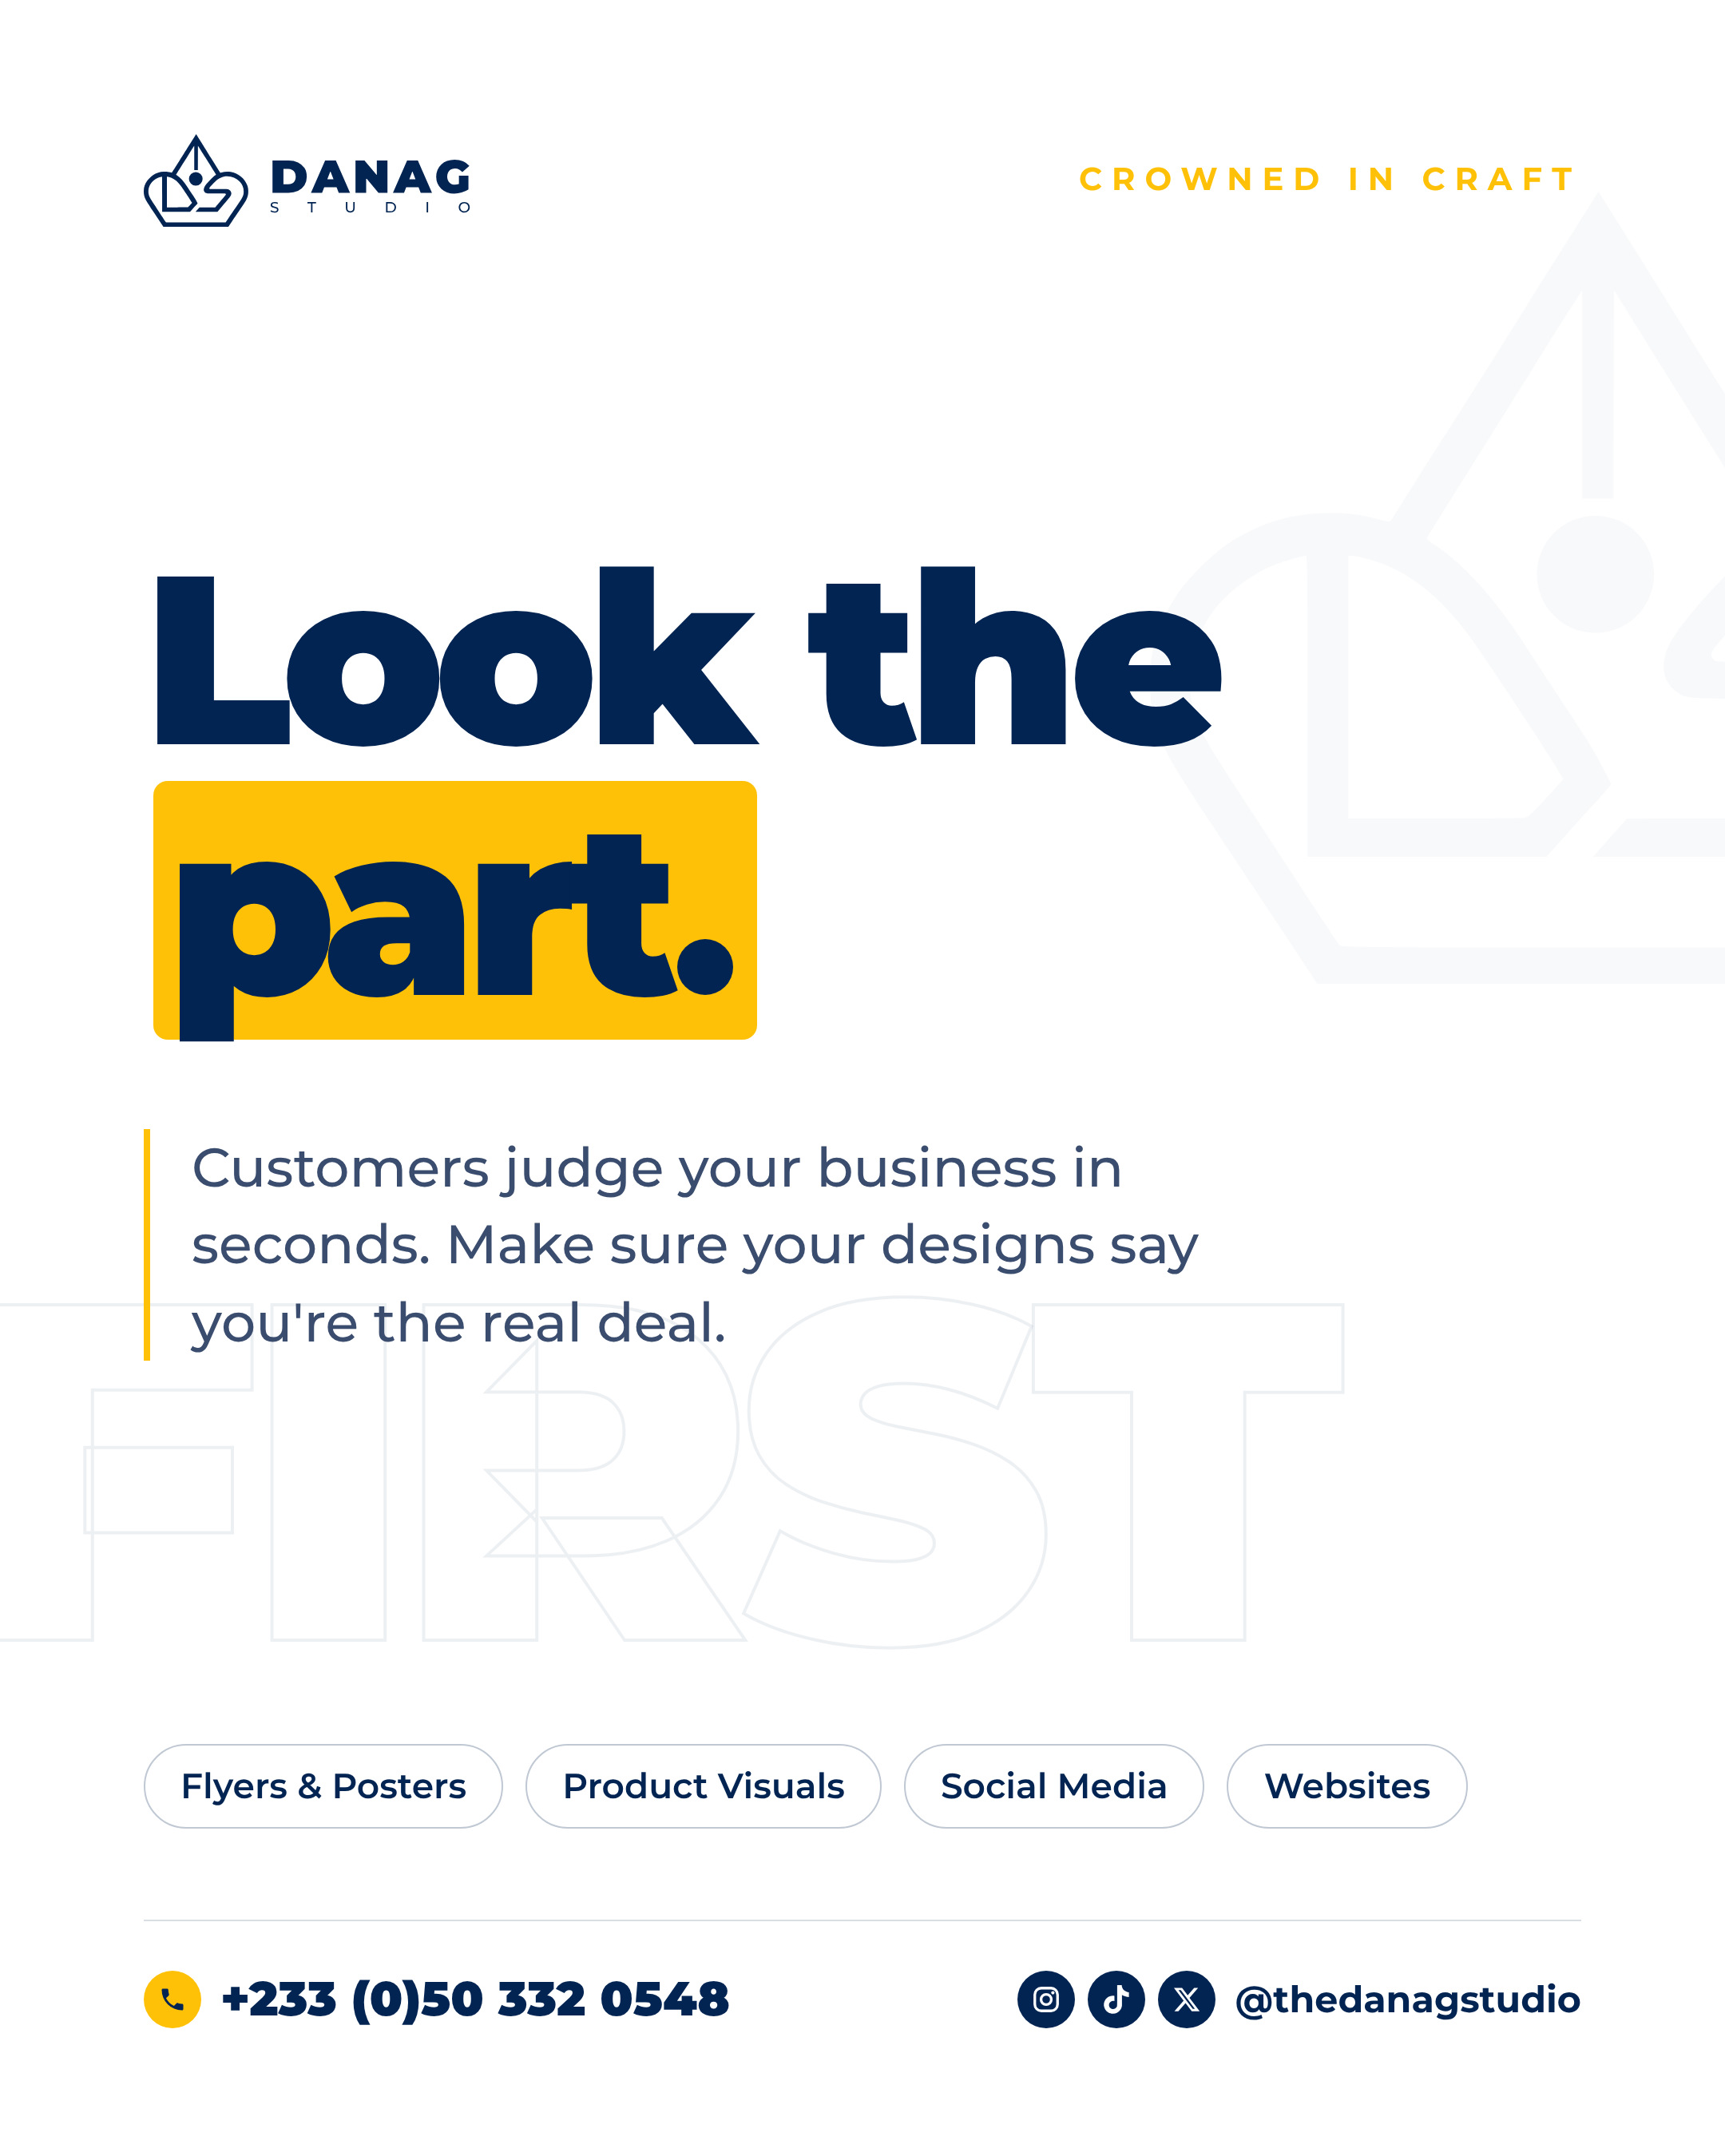 DANAG
STUDIO
CROWNED IN CRAFT
Look the
part.
Customers judge your business in
seconds. Make sure your designs say
you're the real deal.
FIRST
Flyers & Posters
Product Visuals
Social Media
Websites
+233 (0)50 332 0548
@thedanagstudio